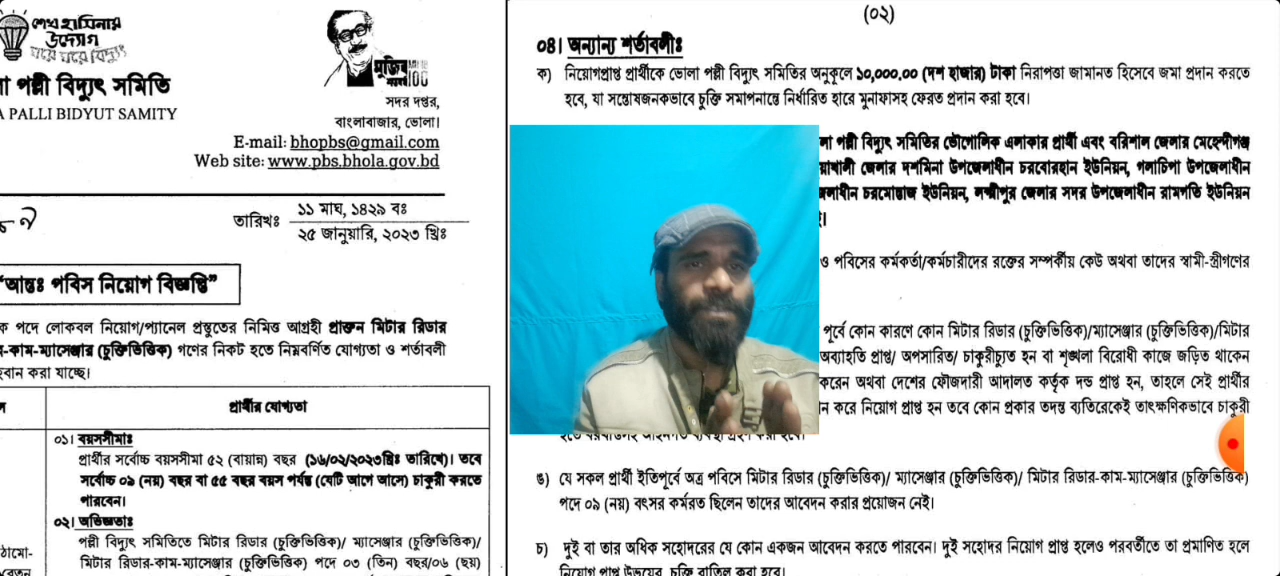 শেখ হাসিনার
উদ্যোগ
ঘরে ঘরে বিদ্যুৎ
মুজিব
100
লা পল্লী বিদ্যুৎ সমিতি
A PALLI BIDYUT SAMITY
সদর দপ্তর,
বাংলাবাজার, ভোলা।
E-mail: bhopbs@gmail.com
Web site: www.pbs.bhola.gov.bd
তারিখঃ
১১ মাঘ, ১৪২৯ বঃ
২৫ জানুয়ারি, ২০২৩ খ্রিঃ
“আন্তঃ পবিস নিয়োগ বিজ্ঞপ্তি”
ক পদে লোকবল নিয়োগ/প্যানেল প্রস্তুতের নিমিত্ত আগ্রহী প্রাক্তন মিটার রিডার
র-কাম-ম্যাসেঞ্জার (চুক্তিভিত্তিক) গণের নিকট হতে নিম্নবর্ণিত যোগ্যতা ও শর্তাবলী
হবান করা যাচ্ছে।
প্রার্থীর যোগ্যতা
০১। বয়সসীমাঃ
প্রার্থীর সর্বোচ্চ বয়সসীমা ৫২ (বায়ান্ন) বছর (১৬/০২/২০২৩খ্রিঃ তারিখে)। তবে
সর্বোচ্চ ০৯ (নয়) বছর বা ৫৫ বছর বয়স পর্যন্ত (যেটি আগে আসে) চাকুরী করতে
পারবেন।
০২। অভিজ্ঞতাঃ
পল্লী বিদ্যুৎ সমিতিতে মিটার রিডার (চুক্তিভিত্তিক)/ ম্যাসেঞ্জার (চুক্তিভিত্তিক)/
ঠামো-
মিটার রিডার-কাম-ম্যাসেঞ্জার (চুক্তিভিত্তিক) পদে ০৩ (তিন) বছর/০৬ (ছয়)
(০২)
০৪। অন্যান্য শর্তাবলীঃ
ক) নিয়োগপ্রাপ্ত প্রার্থীকে ভোলা পল্লী বিদ্যুৎ সমিতির অনুকূলে ১০,০০০.০০ (দশ হাজার) টাকা নিরাপত্তা জামানত হিসেবে জমা প্রদান করতে
হবে, যা সন্তোষজনকভাবে চুক্তি সমাপনান্তে নির্ধারিত হারে মুনাফাসহ ফেরত প্রদান করা হবে।
লা পল্লী বিদ্যুৎ সমিতির ভৌগোলিক এলাকার প্রার্থী এবং বরিশাল জেলার মেহেন্দীগঞ্জ
য়াখালী জেলার দশমিনা উপজেলাধীন চরবোরহান ইউনিয়ন, গলাচিপা উপজেলাধীন
জলাধীন চরমোন্তাজ ইউনিয়ন, লক্ষ্মীপুর জেলার সদর উপজেলাধীন রামগতি ইউনিয়ন
ও পবিসের কর্মকর্তা/কর্মচারীদের রক্তের সম্পর্কীয় কেউ অথবা তাদের স্বামী-স্ত্রীগণের
পূর্বে কোন কারণে কোন মিটার রিডার (চুক্তিভিত্তিক)/ম্যাসেঞ্জার (চুক্তিভিত্তিক)/মিটার
অব্যাহতি প্রাপ্ত/ অপসারিত/ চাকুরীচ্যুত হন বা শৃঙ্খলা বিরোধী কাজে জড়িত থাকেন
করেন অথবা দেশের ফৌজদারী আদালত কর্তৃক দন্ড প্রাপ্ত হন, তাহলে সেই প্রার্থীর
ন করে নিয়োগ প্রাপ্ত হন তবে কোন প্রকার তদন্ত ব্যতিরেকেই তাৎক্ষণিকভাবে চাকুরী
ঙ) যে সকল প্রার্থী ইতিপূর্বে অত্র পবিসে মিটার রিডার (চুক্তিভিত্তিক)/ ম্যাসেঞ্জার (চুক্তিভিত্তিক)/ মিটার রিডার-কাম-ম্যাসেঞ্জার (চুক্তিভিত্তিক)
পদে ০৯ (নয়) বৎসর কর্মরত ছিলেন তাদের আবেদন করার প্রয়োজন নেই।
চ) দুই বা তার অধিক সহোদরের যে কোন একজন আবেদন করতে পারবেন। দুই সহোদর নিয়োগ প্রাপ্ত হলেও পরবর্তীতে তা প্রমাণিত হলে
নিয়োগ প্রাপ্ত উভয়ের চুক্তি বাতিল করা হবে।